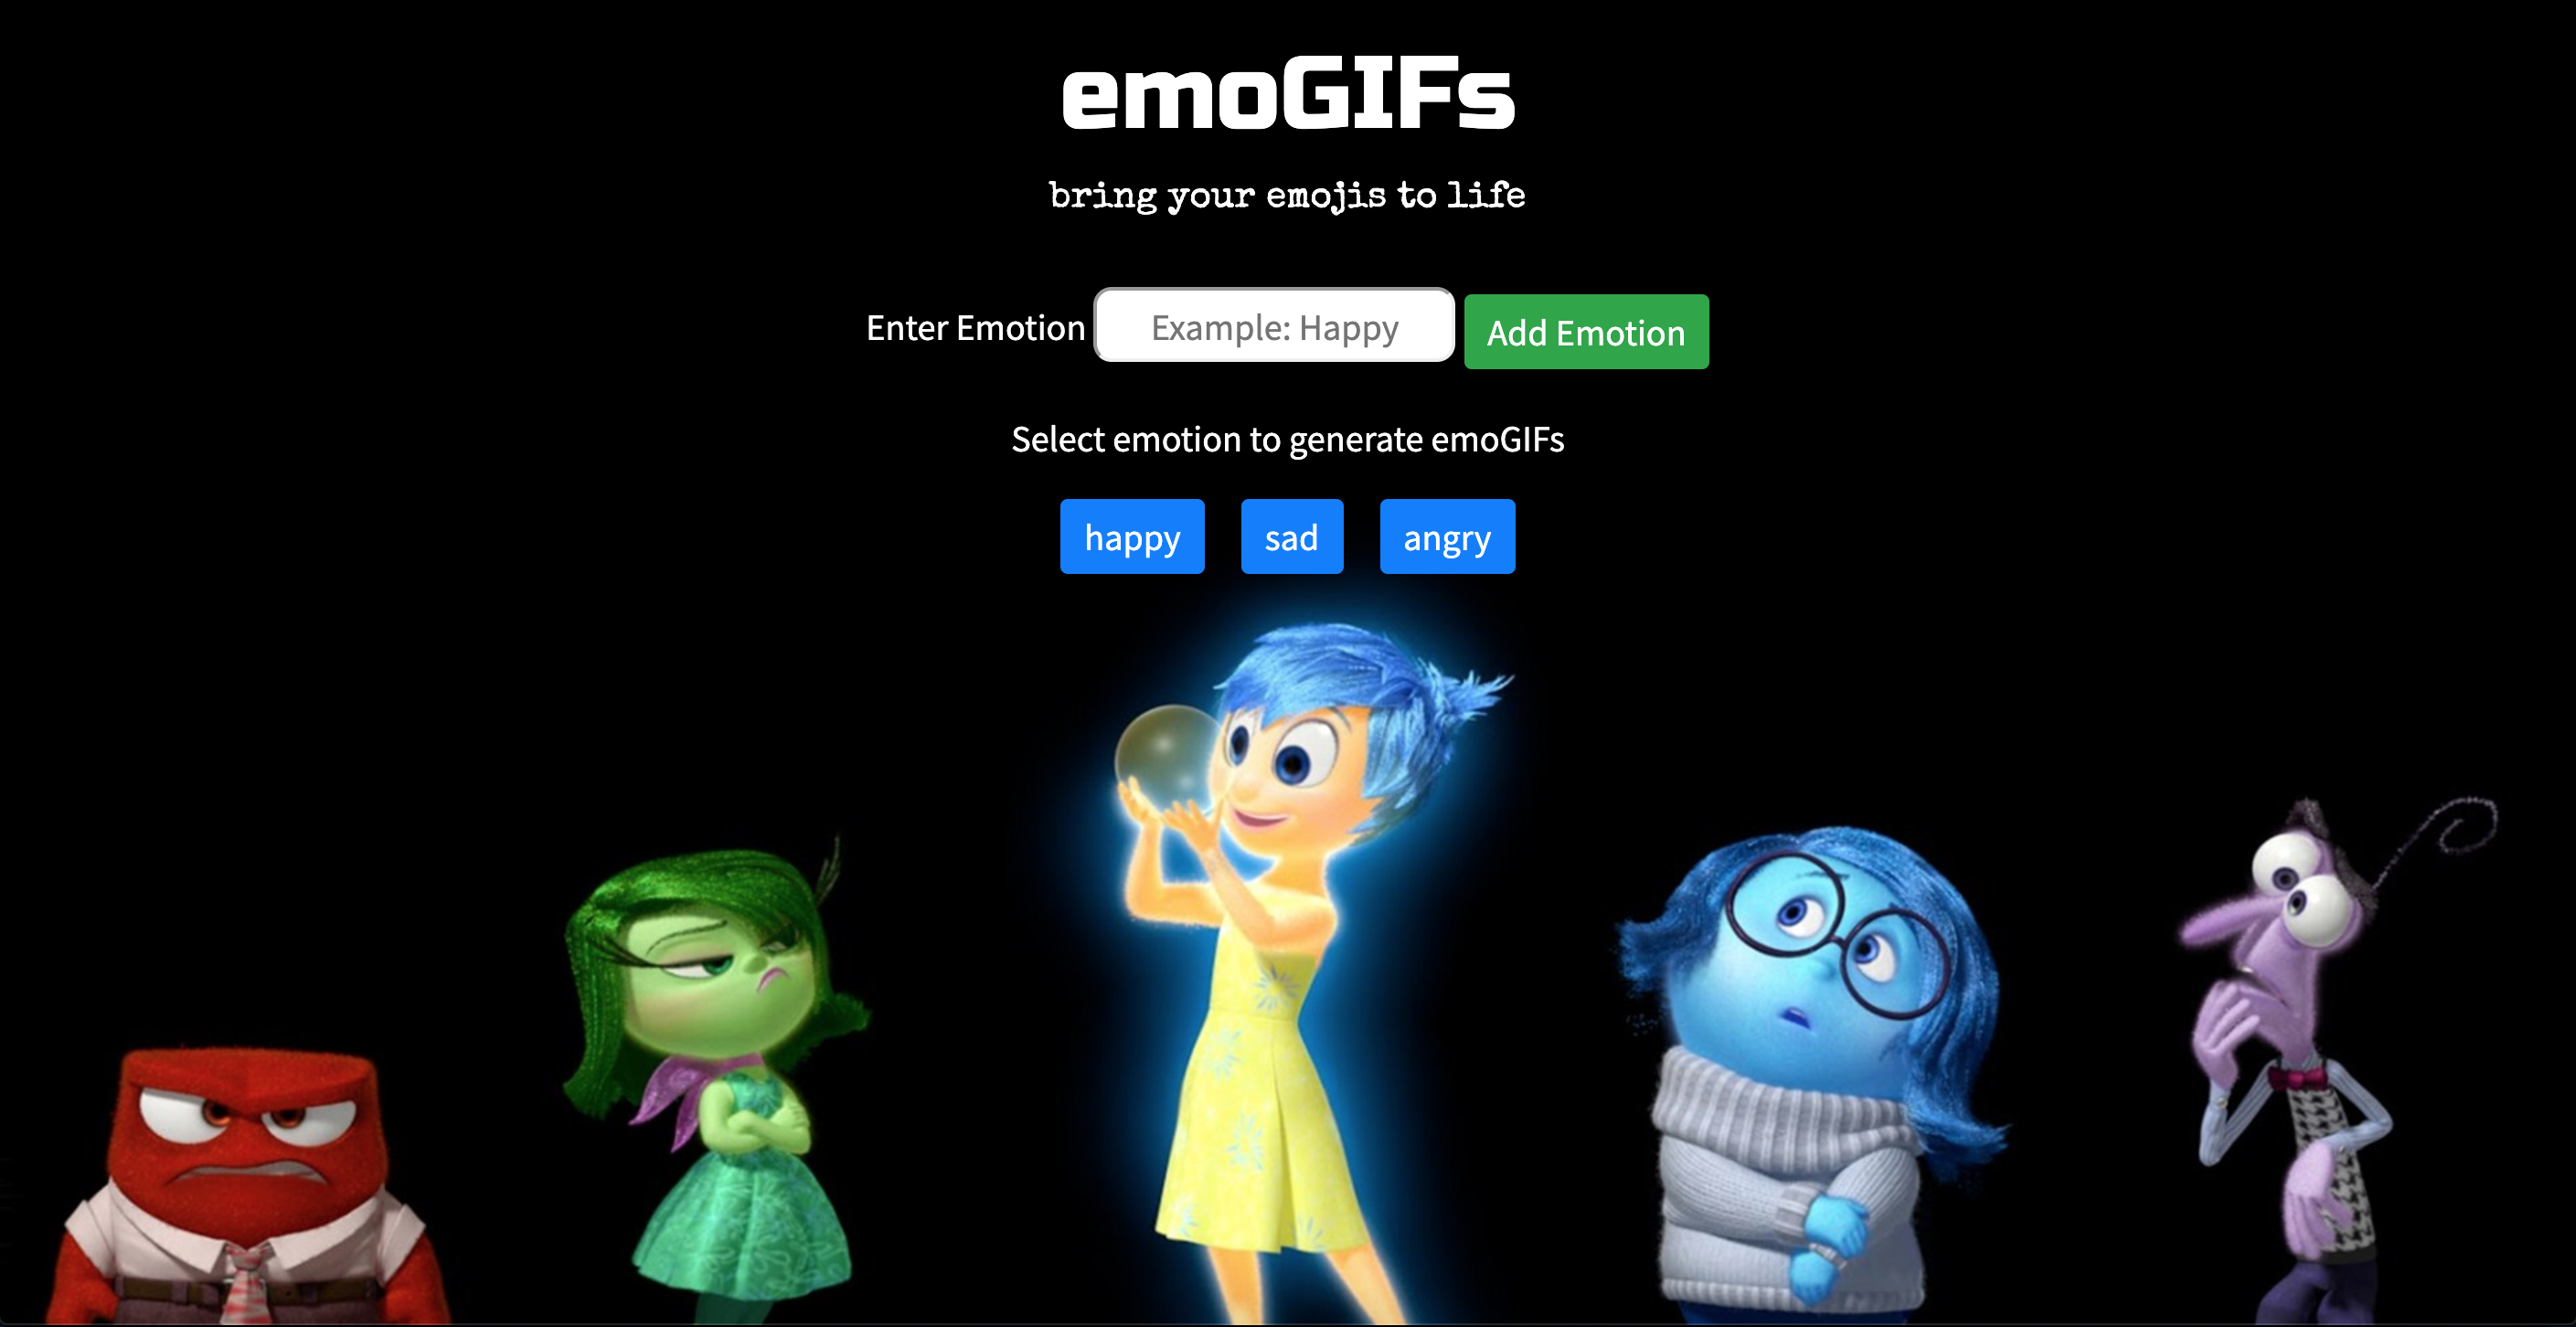 emoGIFs
bring your emojis to life
Enter Emotion Example: Happy Add Emotion
Select emotion to generate emoGIFs
happy sad angry